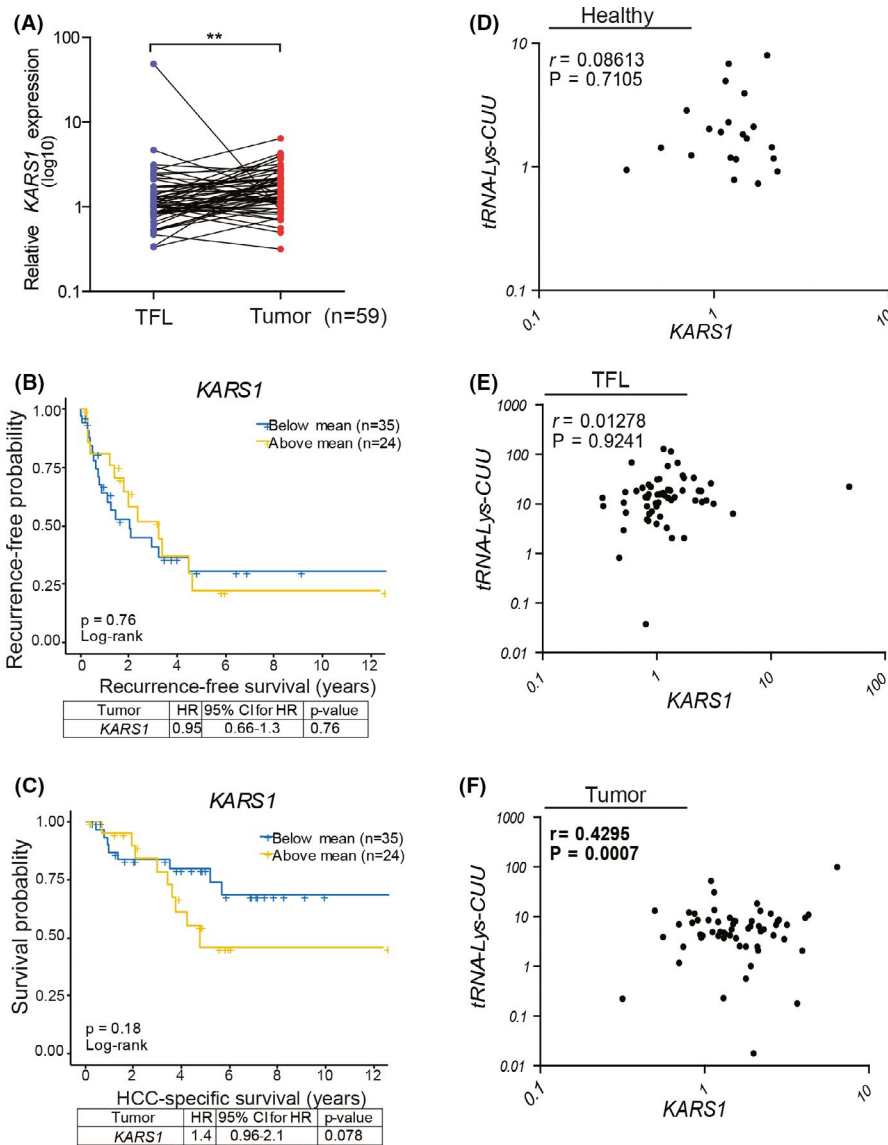 (A)
**
Relative KARS1 expression
(log10)
100
10
1
0.1
TFL
Tumor
(n=59)
(B)
KARS1
Recurrence-free probability
1.00
0.75
0.50
0.25
0.00
Below mean (n=35)
Above mean (n=24)
p = 0.76
Log-rank
0 2 4 6 8 10 12
Recurrence-free survival (years)
Tumor HR 95% CI for HR p-value
KARS1 0.95 0.66-1.3 0.76
(C)
KARS1
Survival probablity
1.00
0.75
0.50
0.25
0.00
Below mean (n=35)
Above mean (n=24)
p = 0.18
Log-rank
0 2 4 6 8 10 12
HCC-specific survival (years)
Tumor HR 95% CI for HR p-value
KARS1 1.4 0.96-2.1 0.078
(D)
Healthy
r = 0.08613
P = 0.7105
tRNA-Lys-CUU
10
1
0.1
0.1 1 10
KARS1
(E)
TFL
r = 0.01278
P = 0.9241
tRNA-Lys-CUU
1000
100
10
1
0.1
0.01
0.1 1 10 100
KARS1
(F)
Tumor
r= 0.4295
P = 0.0007
tRNA-Lys-CUU
1000
100
10
1
0.1
0.01
0.1 1 10
KARS1